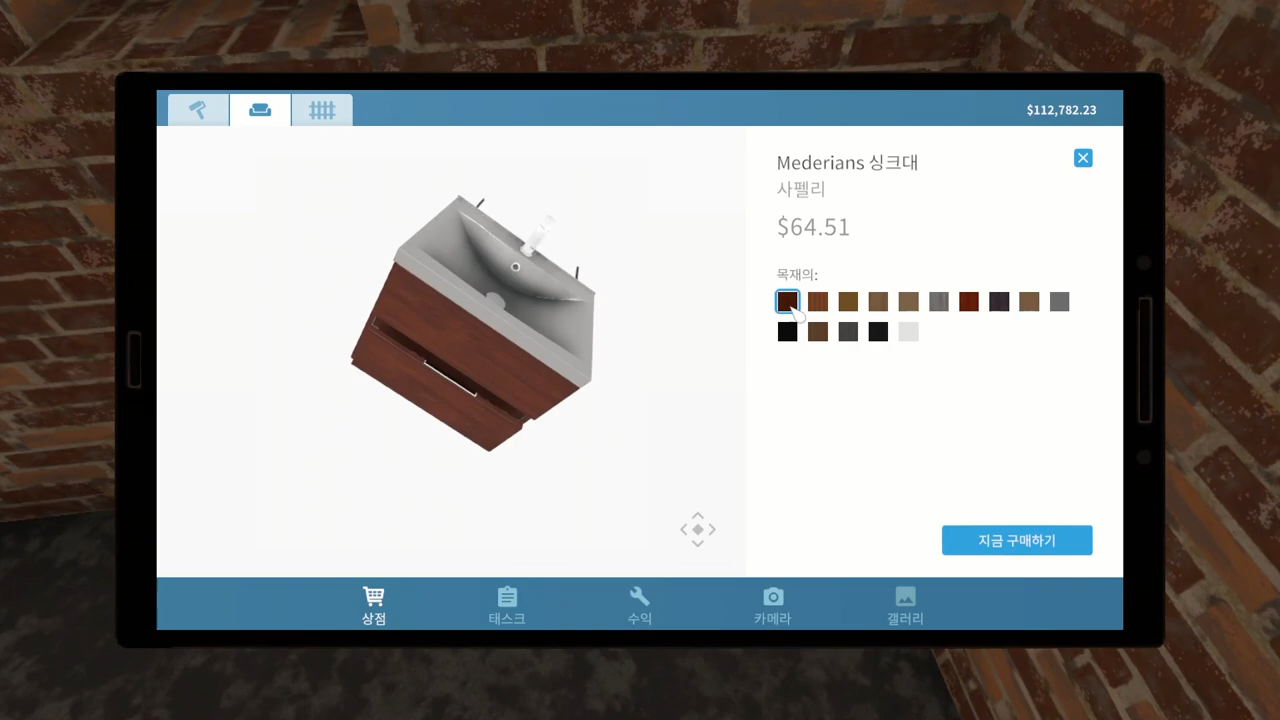 $112,782.23
Mederians 싱크대
사펠리
$64.51
목재의:
지금 구매하기
상점
태스크
수익
카메라
갤러리